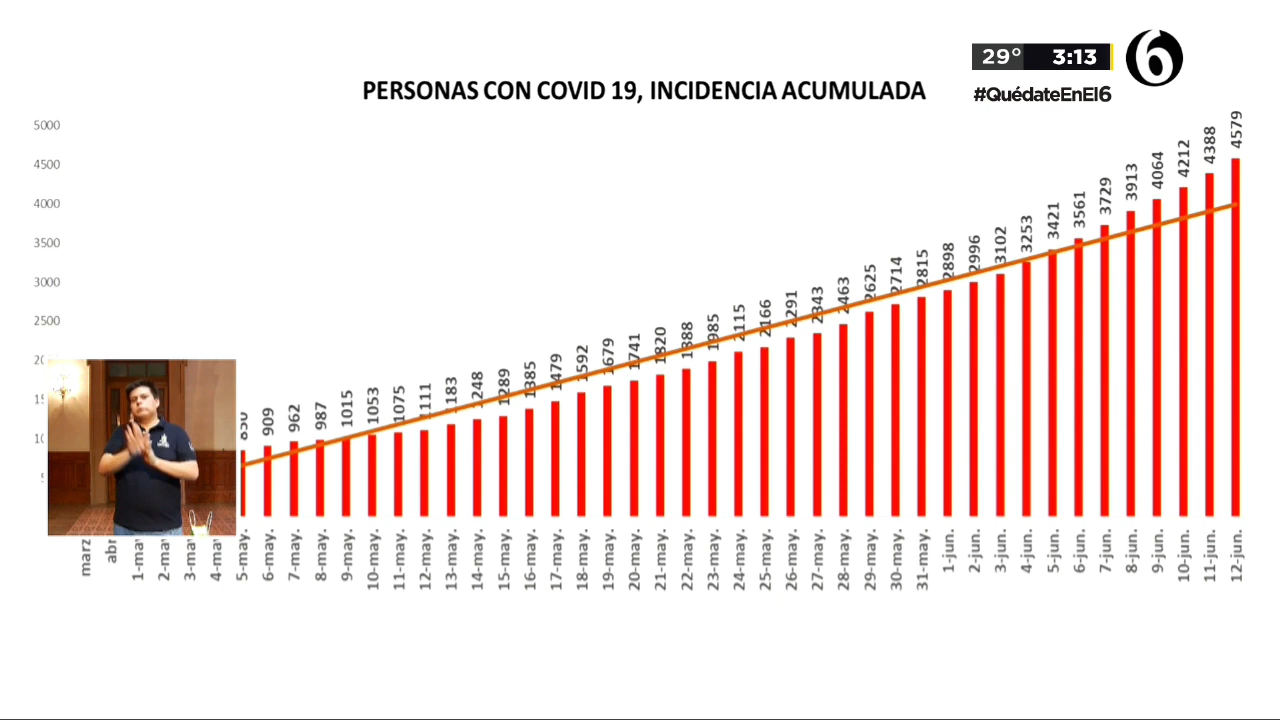 29° 3:13
6
#QuédateEnEl6
PERSONAS CON COVID 19, INCIDENCIA ACUMULADA
5000
4500
4000
3500
3000
2500
909 962 987 1015 1053 1075 1111 1183 1248 1289 1385 1479 1592 1679 1741 1820 1888 1985 2115 2166 2291 2343 2463 2625 2714 2815 2898 2996 3102 3253 3421 3561 3729 3913 4064 4212 4388 4579
marz abr 1-may 2-may 3-may 4-may 5-may. 6-may. 7-may. 8-may. 9-may. 10-may. 11-may. 12-may. 13-may. 14-may. 15-may. 16-may. 17-may. 18-may. 19-may. 20-may. 21-may. 22-may. 23-may. 24-may. 25-may. 26-may. 27-may. 28-may. 29-may. 30-may. 31-may. 1-jun. 2-jun. 3-jun. 4-jun. 5-jun. 6-jun. 7-jun. 8-jun. 9-jun. 10-jun. 11-jun. 12-jun.